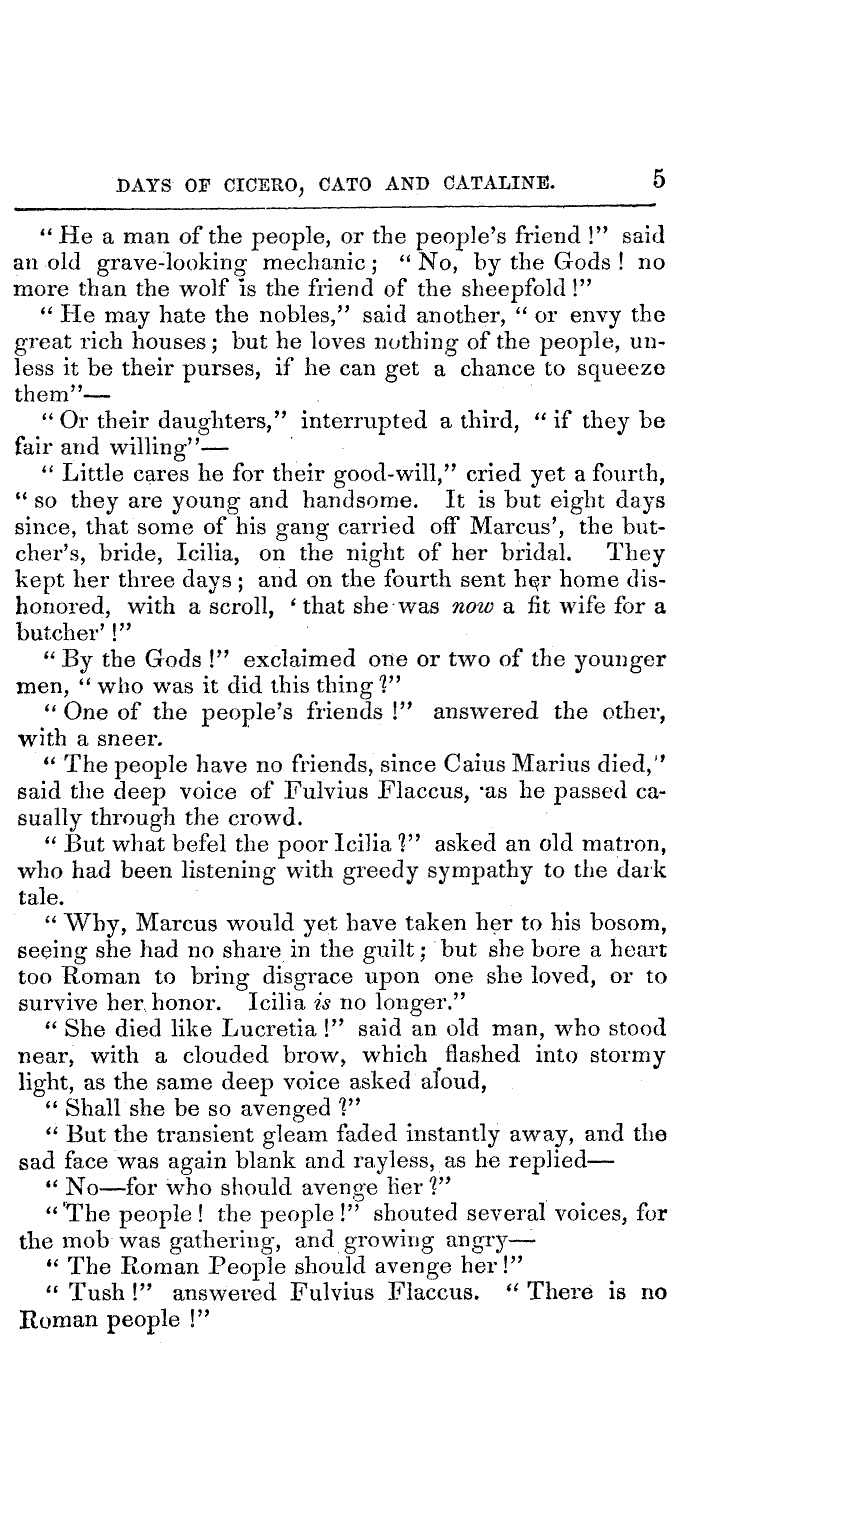 DAYS OF CICERO, CATO AND CATALINE. 5
“ He a man of the people, or the people’s friend !” said
an old grave-looking mechanic ; “ No, by the Gods ! no
more than the wolf is the friend of the sheepfold !”
“ He may hate the nobles,” said another, “ or envy the
great rich houses ; but he loves nothing of the people, un-
less it be their purses, if he can get a chance to squeeze
them”—
“ Or their daughters,” interrupted a third, “ if they be
fair and willing”—
“ Little cares he for their good-will,” cried yet a fourth,
“ so they are young and handsome. It is but eight days
since, that some of his gang carried off Marcus’, the but-
cher’s, bride, Icilia, on the night of her bridal. They
kept her three days ; and on the fourth sent her home dis-
honored, with a scroll, ‘ that she was now a fit wife for a
butcher’ !”
“ By the Gods !” exclaimed one or two of the younger
men, “ who was it did this thing ?”
“ One of the people’s friends !” answered the other,
with a sneer.
“ The people have no friends, since Caius Marius died,”
said the deep voice of Fulvius Flaccus, as he passed ca-
sually through the crowd.
“ But what befel the poor Icilia ?” asked an old matron,
who had been listening with greedy sympathy to the dark
tale.
“ Why, Marcus would yet have taken her to his bosom,
seeing she had no share in the guilt ; but she bore a heart
too Roman to bring disgrace upon one she loved, or to
survive her honor. Icilia is no longer.”
“ She died like Lucretia !” said an old man, who stood
near, with a clouded brow, which flashed into stormy
light, as the same deep voice asked aloud,
“ Shall she be so avenged ?”
“ But the transient gleam faded instantly away, and the
sad face was again blank and rayless, as he replied—
“ No—for who should avenge her ?”
“ The people ! the people !” shouted several voices, for
the mob was gathering, and growing angry—
“ The Roman People should avenge her !”
“ Tush !” answered Fulvius Flaccus. “ There is no
Roman people !”